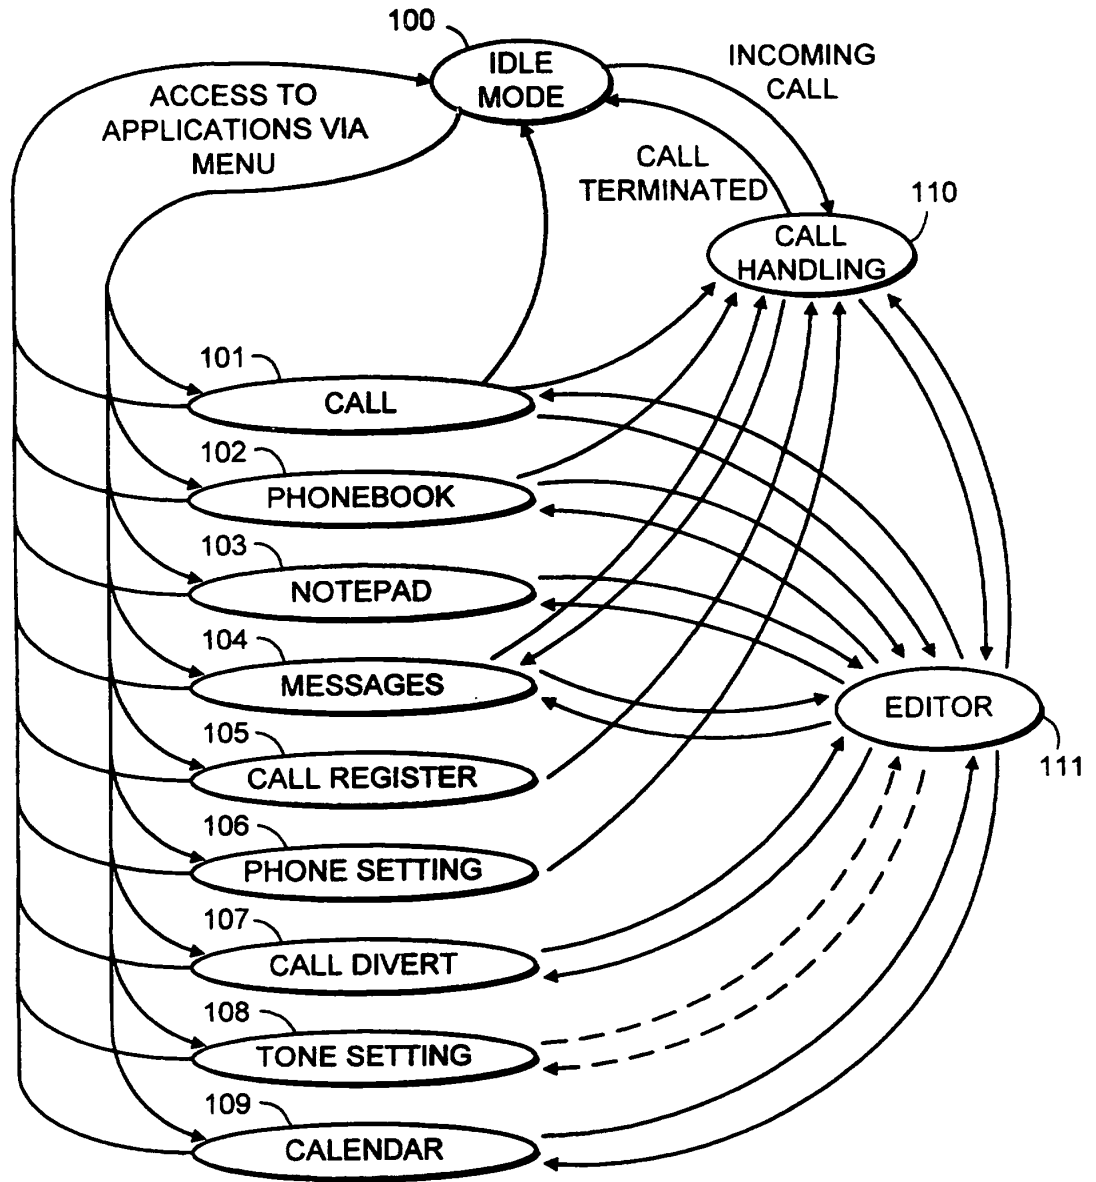 100
IDLE
MODE
INCOMING
CALL
ACCESS TO
APPLICATIONS VIA
MENU
CALL
TERMINATED
110
CALL
HANDLING
101
CALL
102
PHONEBOOK
103
NOTEPAD
104
MESSAGES
EDITOR
111
105
CALL REGISTER
106
PHONE SETTING
107
CALL DIVERT
108
TONE SETTING
109
CALENDAR